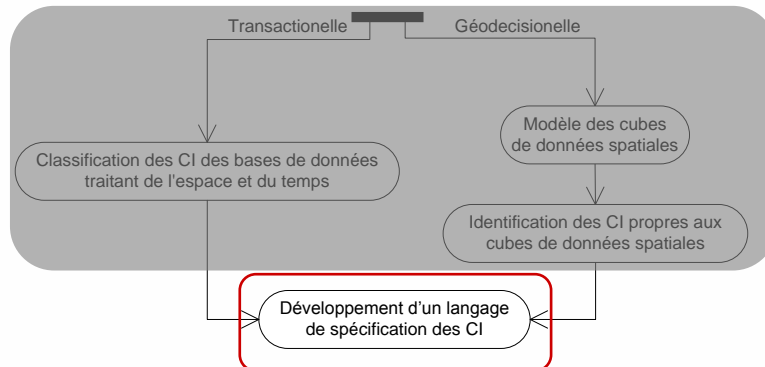 Transactionelle
Géodecisionelle
Modèle des cubes
de données spatiales
Classification des CI des bases de données
traitant de l'espace et du temps
Identification des CI propres aux
cubes de données spatiales
Développement d'un langage
de spécification des CI